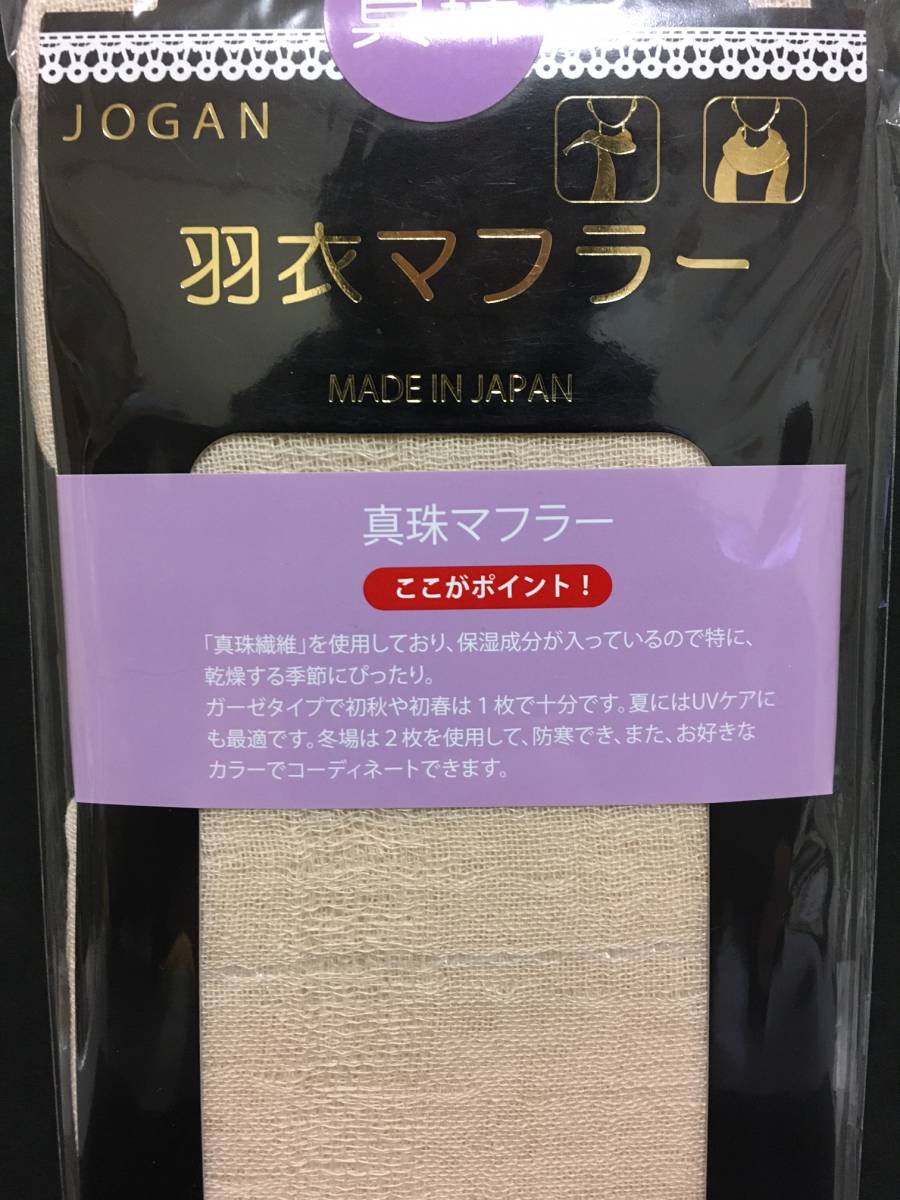 真珠
JOGAN
羽衣マフラー
MADE IN JAPAN
真珠マフラー
ここがポイント!
「真珠繊維」を使用しており、保湿成分が入っているので特に、
乾燥する季節にぴったり。
ガーゼタイプで初秋や初春は1枚で十分です。夏にはUVケアに
も最適です。冬場は2枚を使用して、防寒でき、また、お好きな
カラーでコーディネートできます。